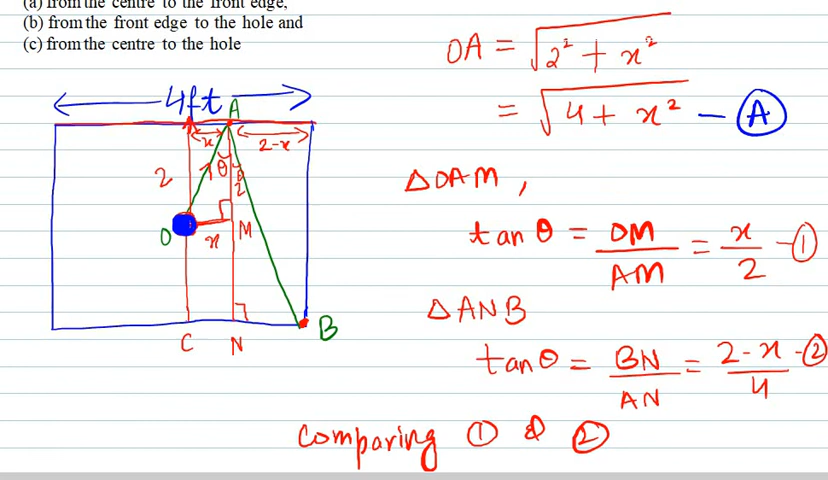 (a) from the centre to the front edge,
(b) from the front edge to the hole and
(c) from the centre to the hole
OA = √(2² + x²)
= √(4 + x²) — Ⓐ
4ft
A
x
2-x
2
θ
θ
2
O
x
M
B
C
N
ΔOAM,
tan θ = OM/AM = x/2 —①
ΔANB
tan θ = BN/AN = 2-x/4 -②
Comparing ① & ②